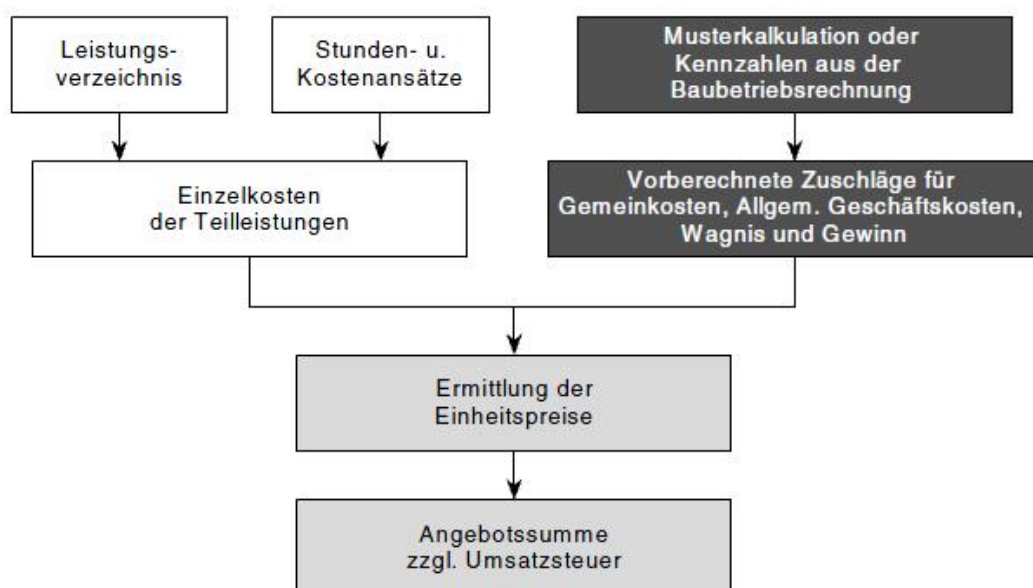 Leistungs-
verzeichnis
Stunden- u.
Kostenansätze
Musterkalkulation oder
Kennzahlen aus der
Baubetriebsrechnung
Einzelkosten
der Teilleistungen
Vorberechnete Zuschläge für
Gemeinkosten, Allgem. Geschäftskosten,
Wagnis und Gewinn
Ermittlung der
Einheitspreise
Angebotssumme
zzgl. Umsatzsteuer